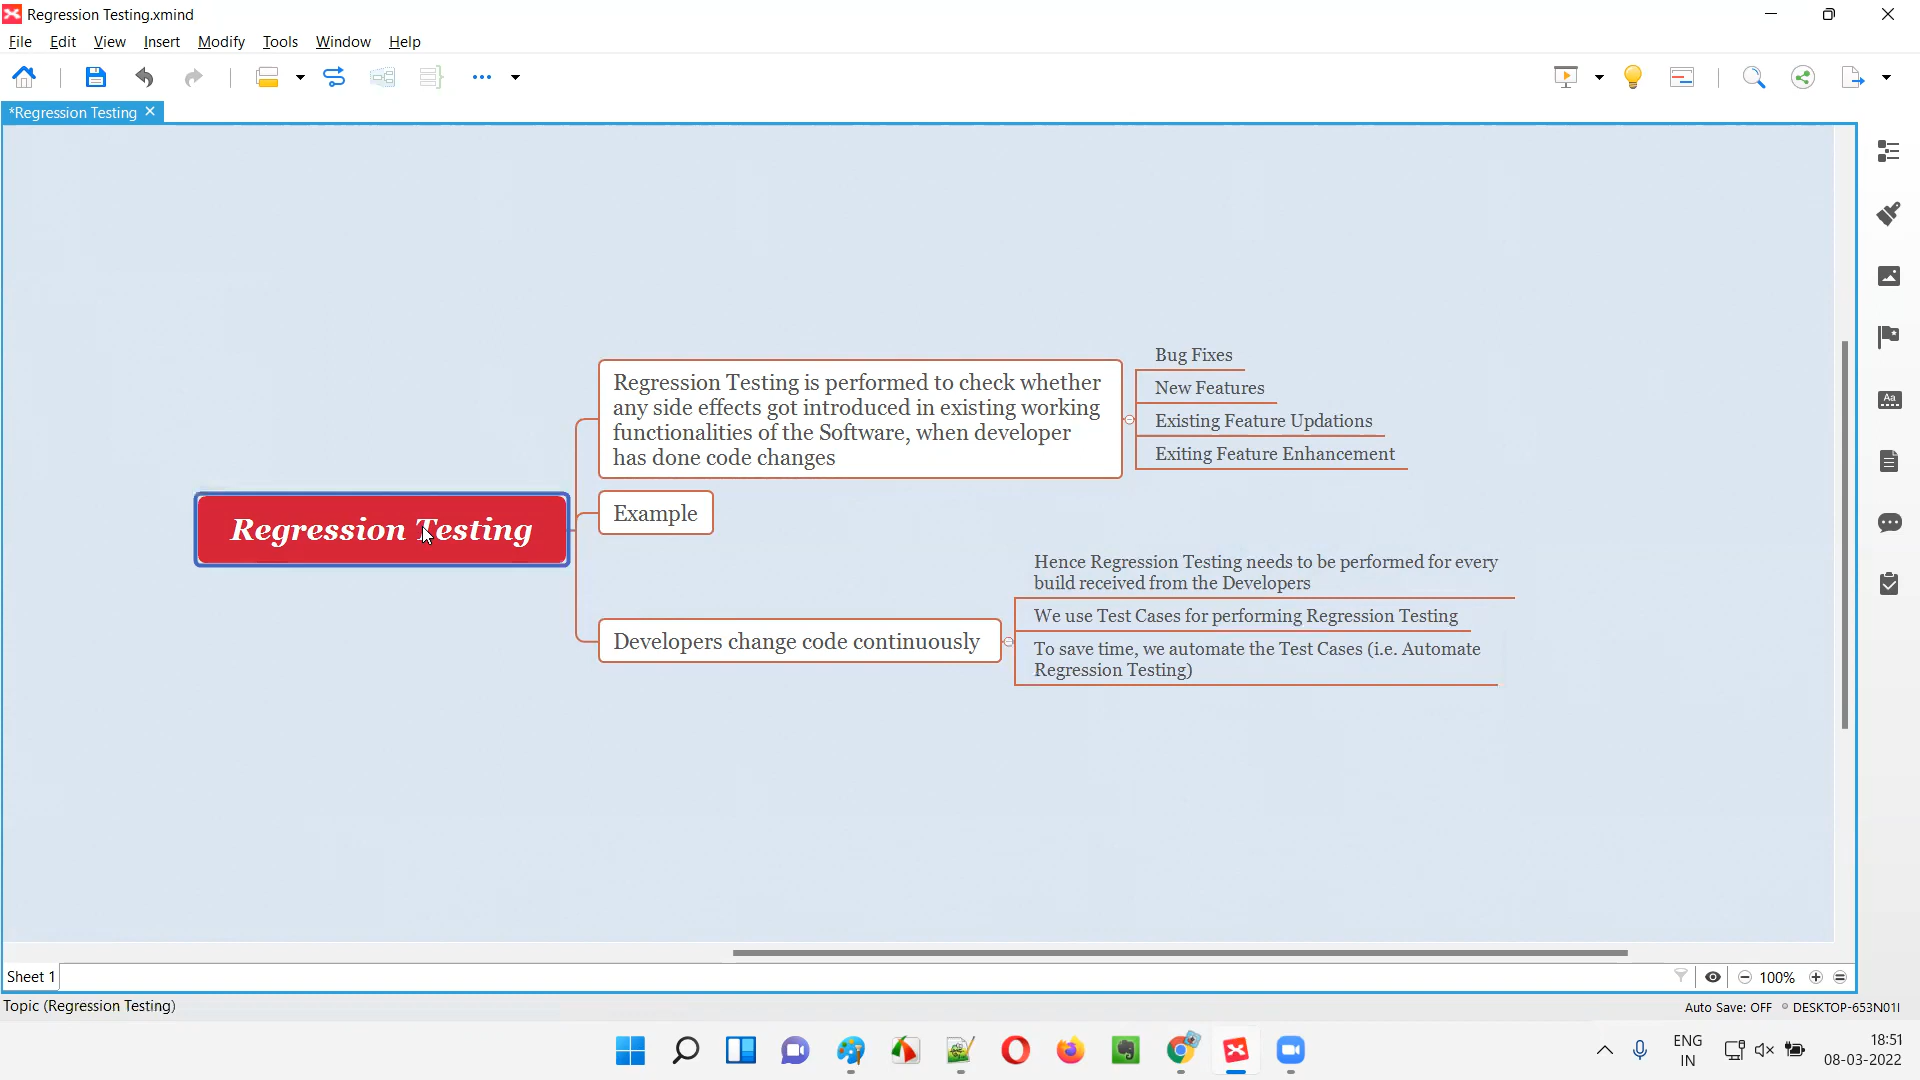 Regression Testing.xmind
File Edit View Insert Modify Tools Window Help
*Regression Testing
Regression Testing is performed to check whether
any side effects got introduced in existing working
functionalities of the Software, when developer
has done code changes
Bug Fixes
New Features
Existing Feature Updations
Exiting Feature Enhancement
Regression Testing
Example
Developers change code continuously
Hence Regression Testing needs to be performed for every
build received from the Developers
We use Test Cases for performing Regression Testing
To save time, we automate the Test Cases (i.e. Automate
Regression Testing)
Aa
Sheet 1
100%
Topic (Regression Testing)
Auto Save: OFF
DESKTOP-653N01I
ENG
IN
18:51
08-03-2022